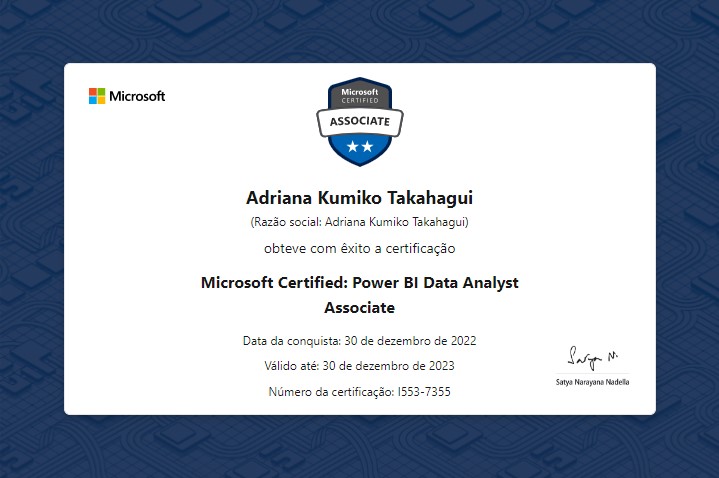 Microsoft
Microsoft
CERTIFIED
ASSOCIATE
Adriana Kumiko Takahagui
(Razão social: Adriana Kumiko Takahagui)
obteve com êxito a certificação
Microsoft Certified: Power BI Data Analyst
Associate
Data da conquista: 30 de dezembro de 2022
Válido até: 30 de dezembro de 2023
Número da certificação: I553-7355
Satya N.
Satya Narayana Nadella